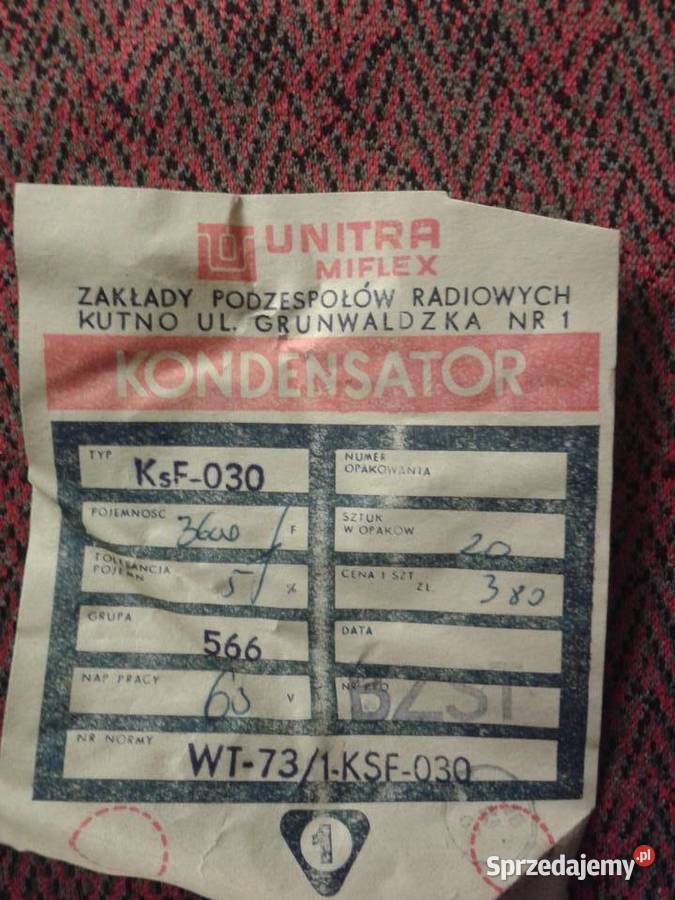 UNITRA
MIFLEX
ZAKŁADY PODZESPOŁÓW RADIOWYCH
KUTNO UL. GRUNWALDZKA NR 1
KONDENSATOR
TYP KSF-030
NUMER OPAKOWANIA
POJEMNOŚĆ 3600 F
SZTUK W OPAKOW 20
TOLERANCJA POJEMN 5 %
CENA 1 SZT ZŁ. 380
GRUPA 566
DATA
NAP. PRACY 63 V
NR
NR NORMY WT-73/1-KSF-030
1
Sprzedajemy.pl